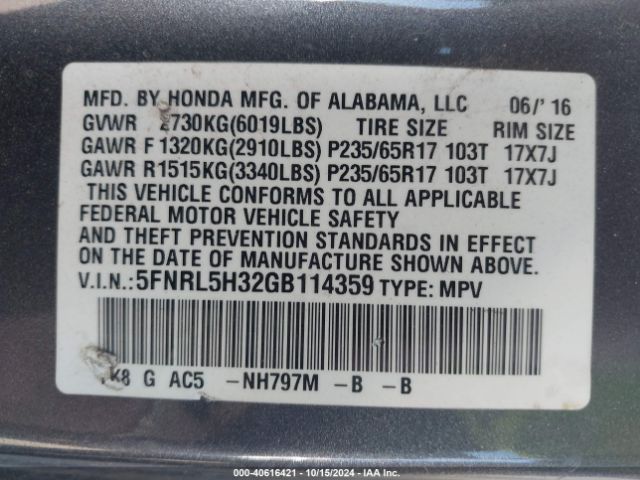 MFD. BY HONDA MFG. OF ALABAMA, LLC 06/'16
GVWR 2730KG(6019LBS) TIRE SIZE RIM SIZE
GAWR F 1320KG(2910LBS) P235/65R17 103T 17X7J
GAWR R1515KG(3340LBS) P235/65R17 103T 17X7J
THIS VEHICLE CONFORMS TO ALL APPLICABLE
FEDERAL MOTOR VEHICLE SAFETY
AND THEFT PREVENTION STANDARDS IN EFFECT
ON THE DATE OF MANUFACTURE SHOWN ABOVE.
V.I.N.:5FNRL5H32GB114359 TYPE: MPV
G AC5 -NH797M -B -B
000-40616421 - 10/15/2024 - IAA Inc.